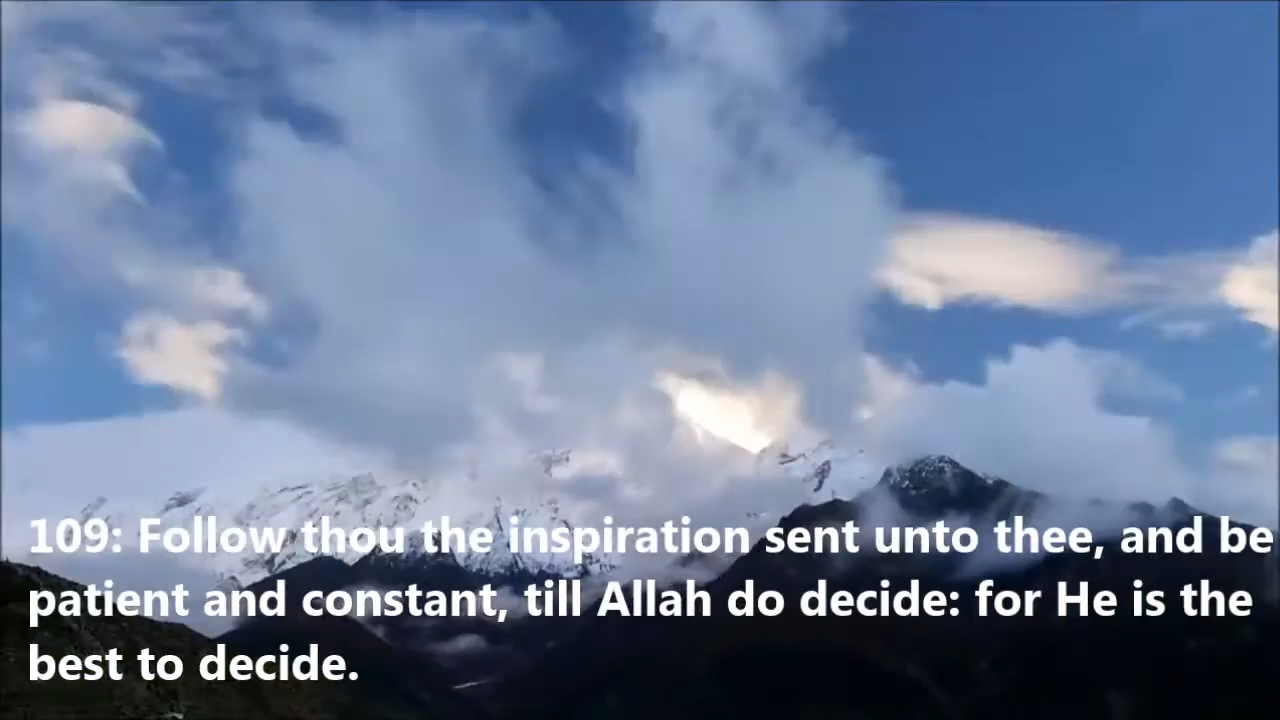 109: Follow thou the inspiration sent unto thee, and be
patient and constant, till Allah do decide: for He is the
best to decide.